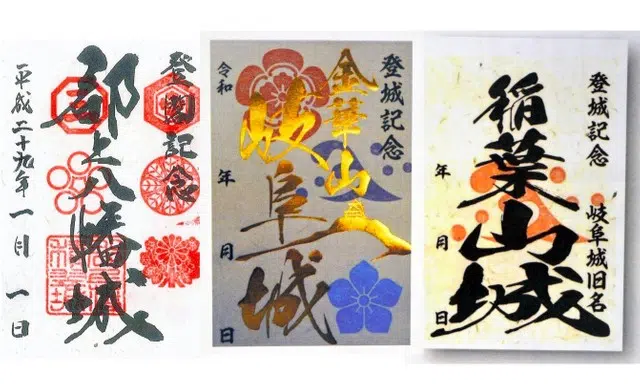 登閣記念
郡上八幡城
平成二十九年 一月 一日
登城記念
金華山
岐阜城
令和 年 月 日
登城記念
岐阜城旧名
稲葉山城
年 月 日